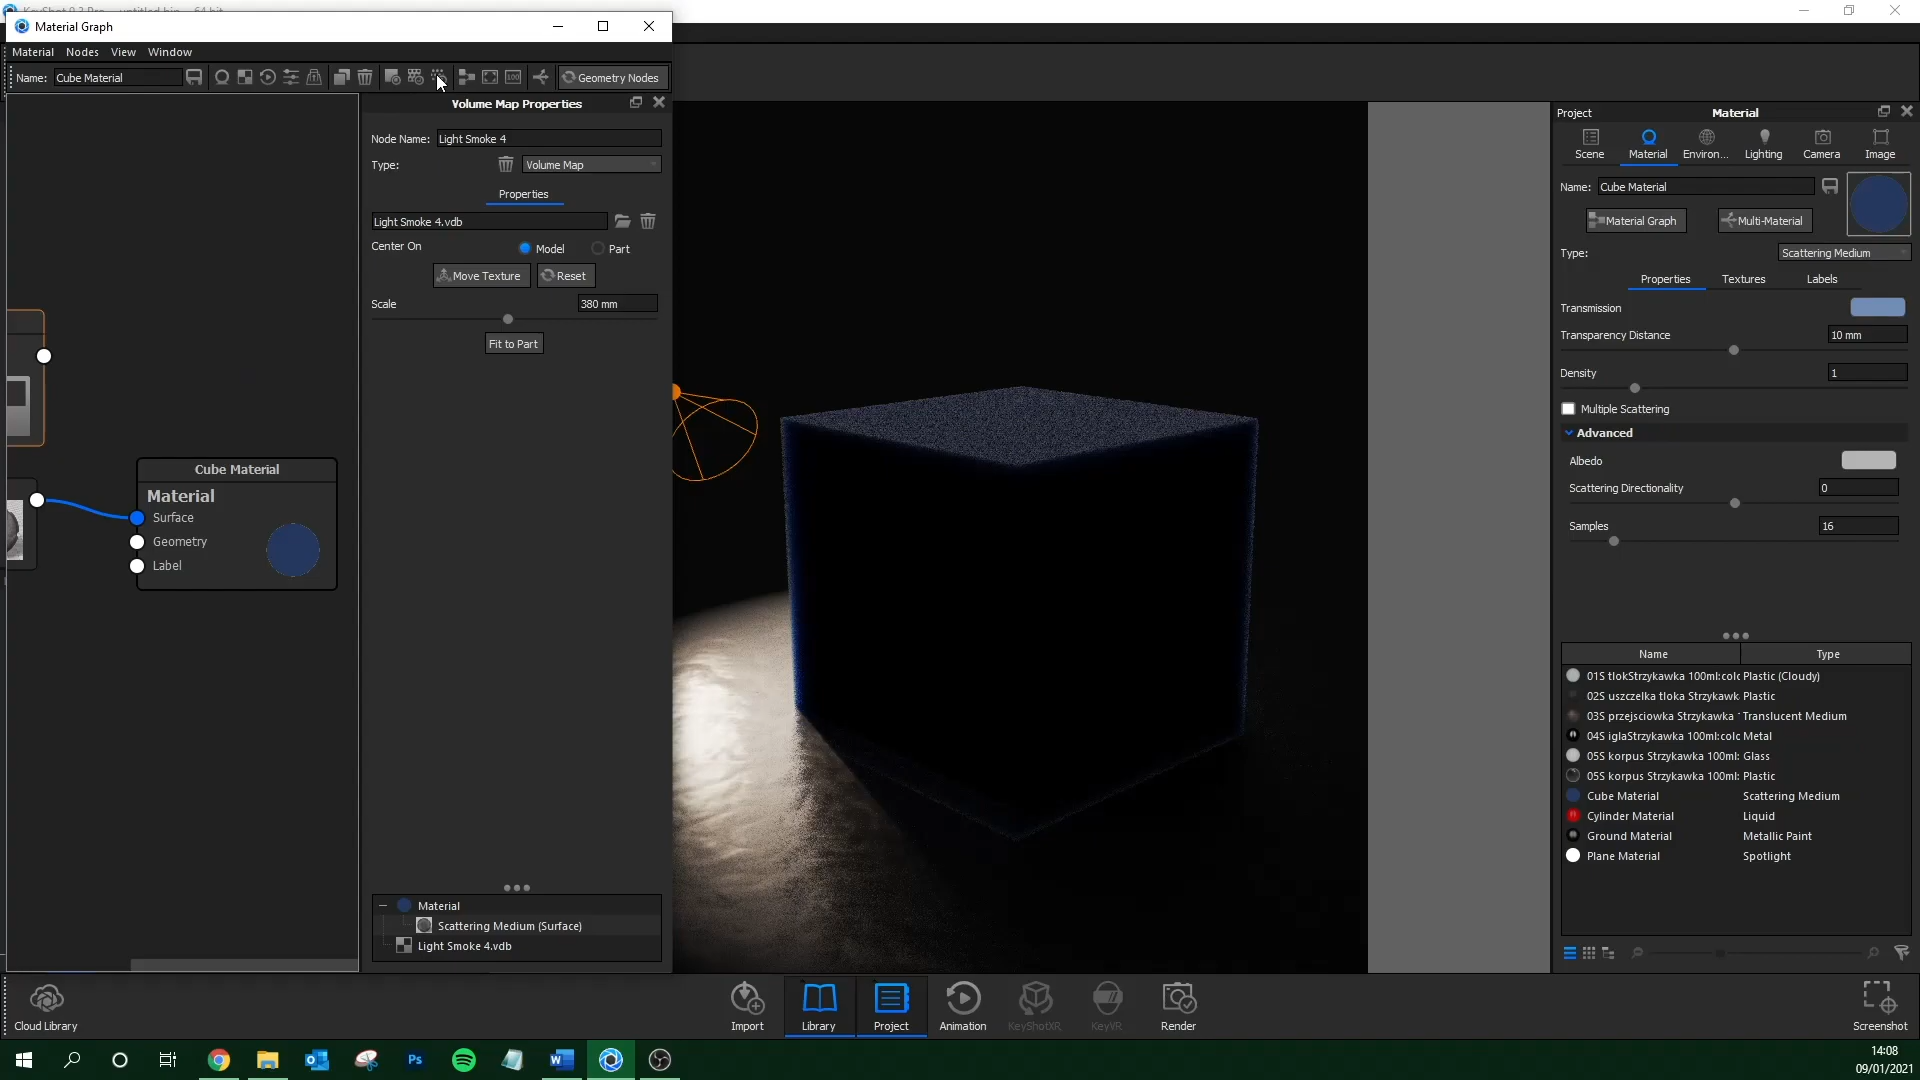 KeyShot 9.3 Pro - untitled.bip - 64 bit
Material Graph
Material Nodes View Window
Name: Cube Material
Geometry Nodes
Volume Map Properties
Node Name: Light Smoke 4
Type: Volume Map
Properties
Light Smoke 4.vdb
Center On Model Part
Move Texture Reset
Scale 380 mm
Fit to Part
Cube Material
Material
Surface
Geometry
Label
Material
Scattering Medium (Surface)
Light Smoke 4.vdb
Project Material
Scene Material Environ... Lighting Camera Image
Name: Cube Material
Material Graph Multi-Material
Type: Scattering Medium
Properties Textures Labels
Transmission
Transparency Distance 10 mm
Density 1
Multiple Scattering
Advanced
Albedo
Scattering Directionality 0
Samples 16
Name Type
01S tlokStrzykawka 100ml:colc Plastic (Cloudy)
02S uszczelka tloka Strzykawk Plastic
03S przejsciowka Strzykawka Translucent Medium
04S iglaStrzykawka 100ml:colc Metal
05S korpus Strzykawka 100ml: Glass
05S korpus Strzykawka 100ml: Plastic
Cube Material Scattering Medium
Cylinder Material Liquid
Ground Material Metallic Paint
Plane Material Spotlight
Cloud Library Import Library Project Animation KeyShotXR KeyVR Render Screenshot
14:08
09/01/2021